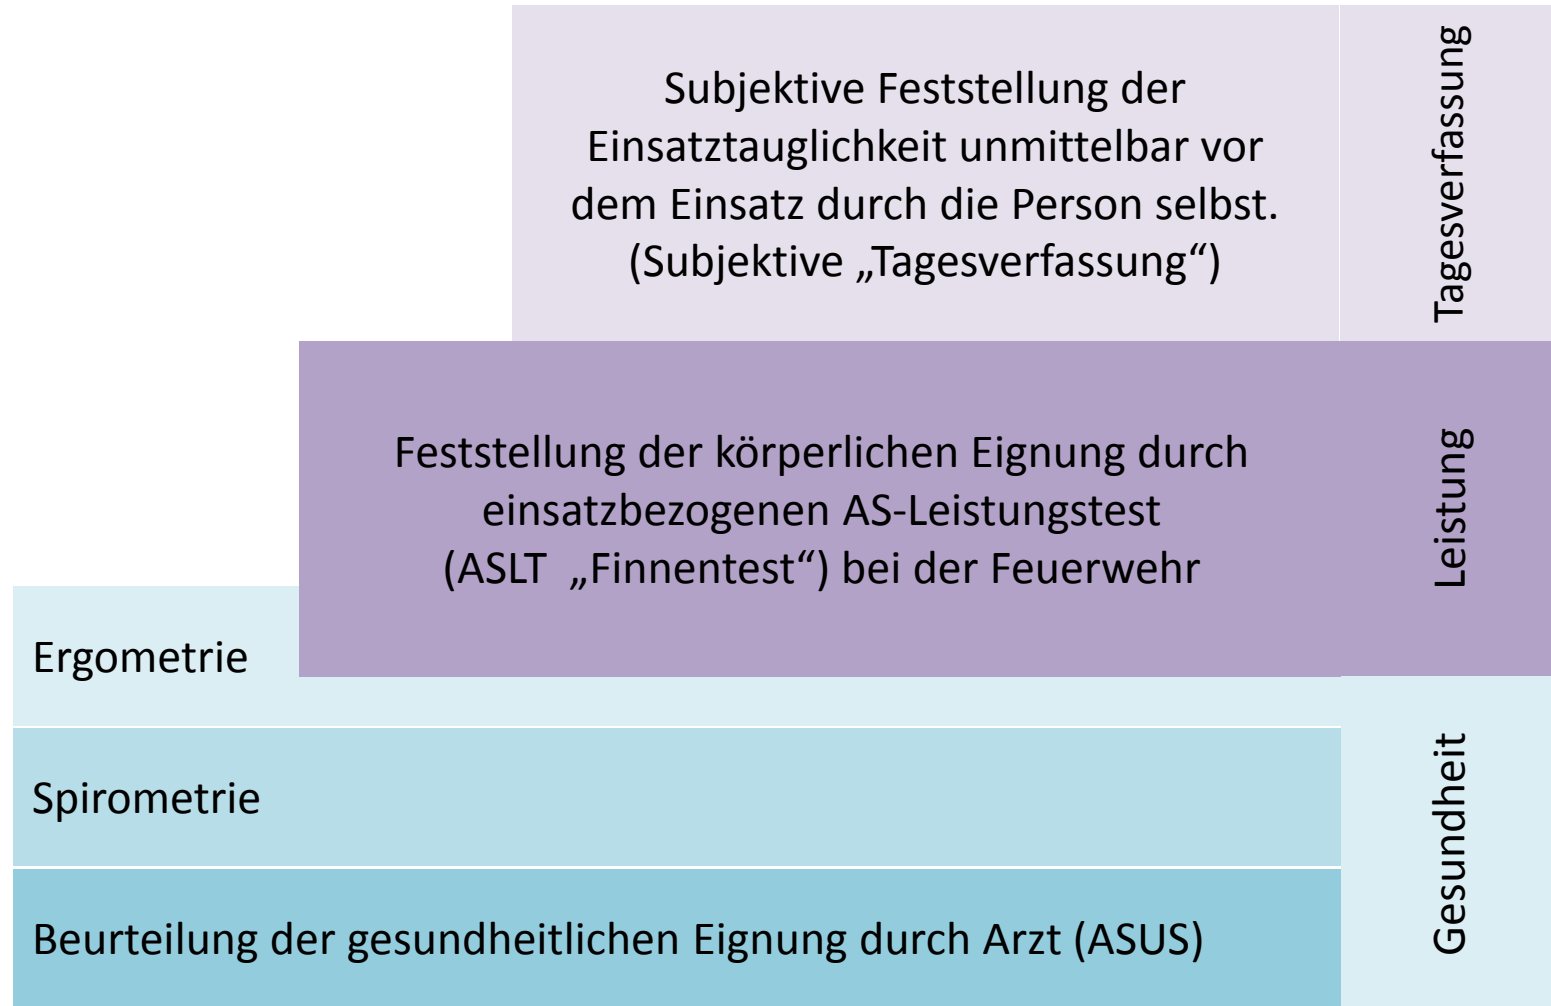 Subjektive Feststellung der
Einsatztauglichkeit unmittelbar vor
dem Einsatz durch die Person selbst.
(Subjektive „Tagesverfassung“)
Tagesverfassung
Feststellung der körperlichen Eignung durch
einsatzbezogenen AS-Leistungstest
(ASLT „Finnentest“) bei der Feuerwehr
Leistung
Ergometrie
Spirometrie
Beurteilung der gesundheitlichen Eignung durch Arzt (ASUS)
Gesundheit